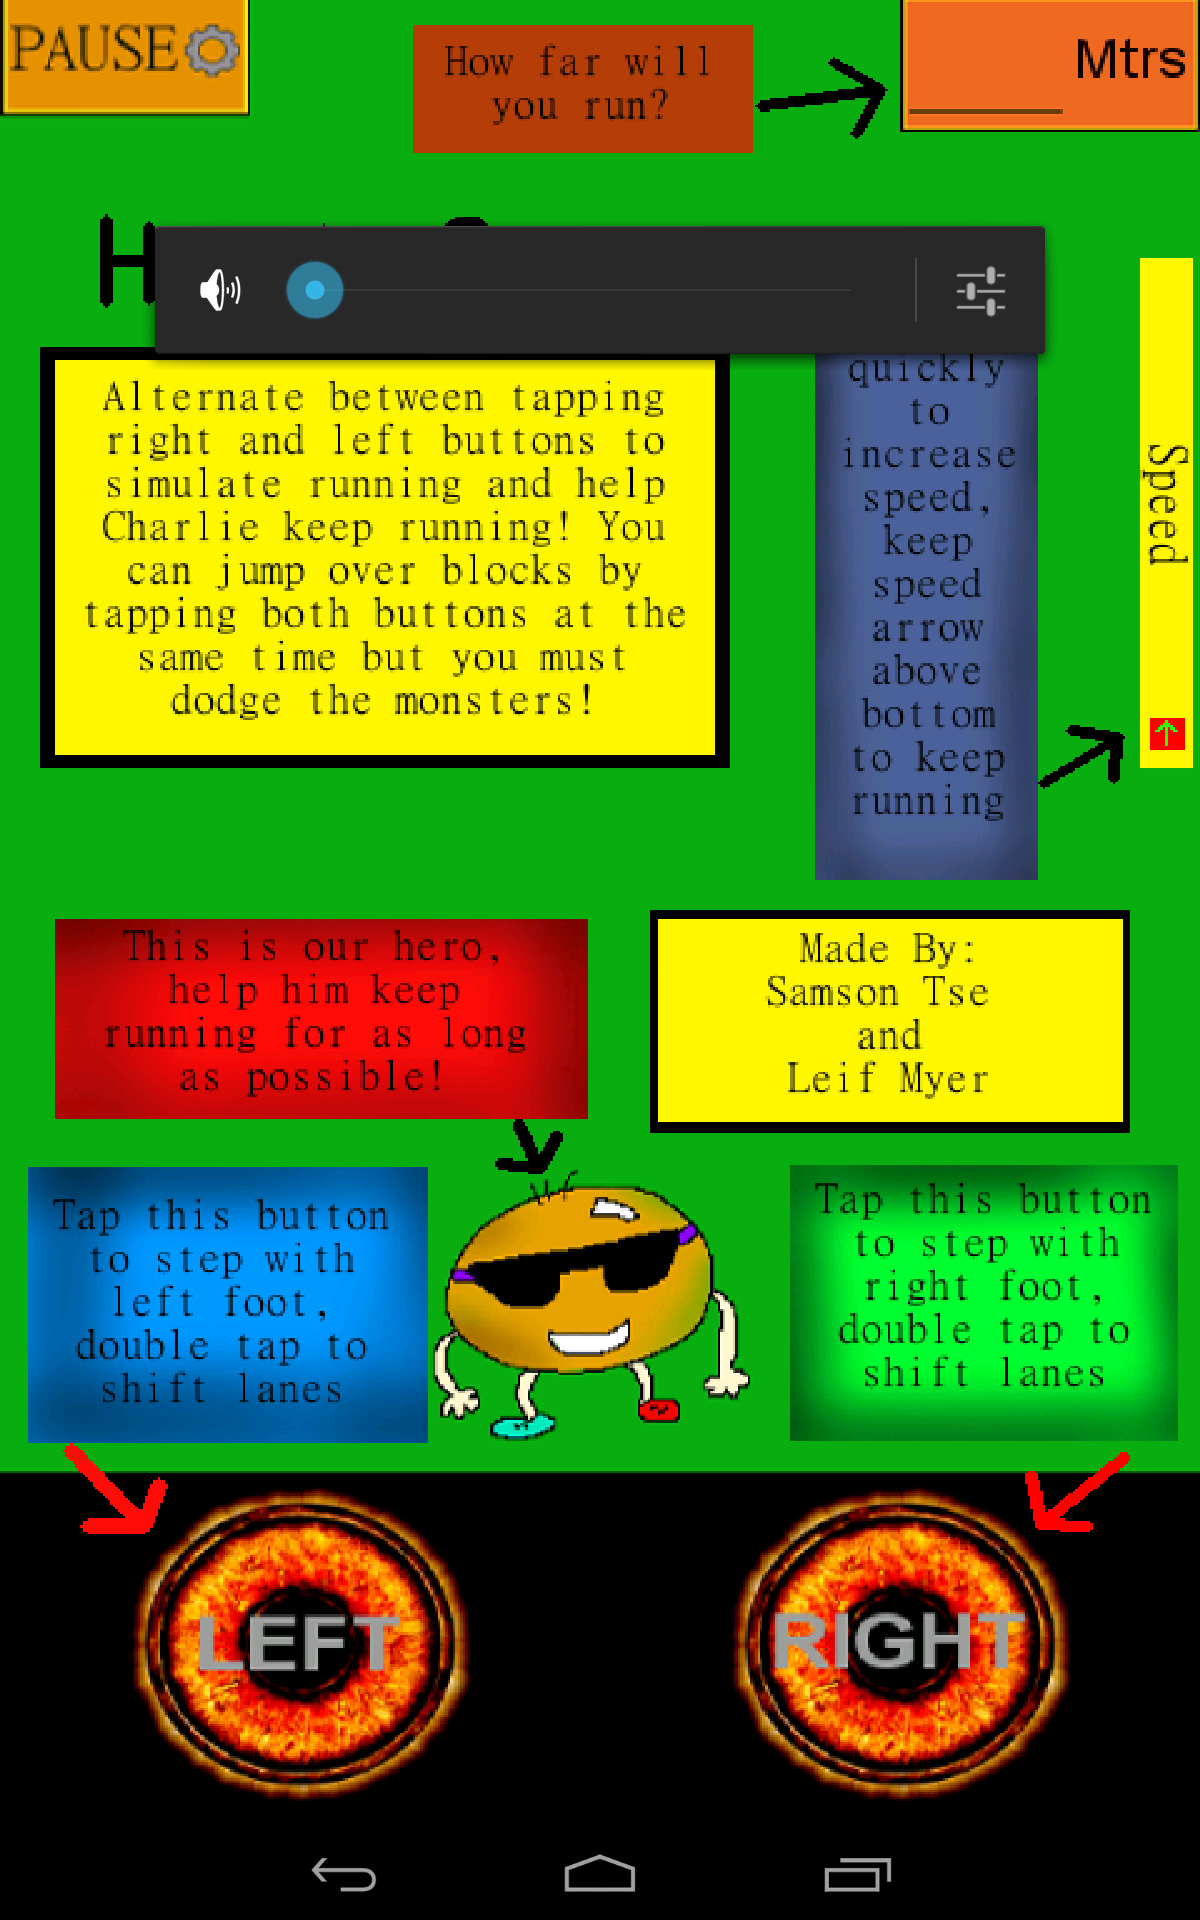 PAUSE
How far will
you run?
Mtrs
Alternate between tapping
right and left buttons to
simulate running and help
Charlie keep running! You
can jump over blocks by
tapping both buttons at the
same time but you must
dodge the monsters!
quickly
to
increase
speed,
keep
speed
arrow
above
bottom
to keep
running
Speed
This is our hero,
help him keep
running for as long
as possible!
Made By:
Samson Tse
and
Leif Myer
Tap this button
to step with
left foot,
double tap to
shift lanes
Tap this button
to step with
right foot,
double tap to
shift lanes
LEFT
RIGHT